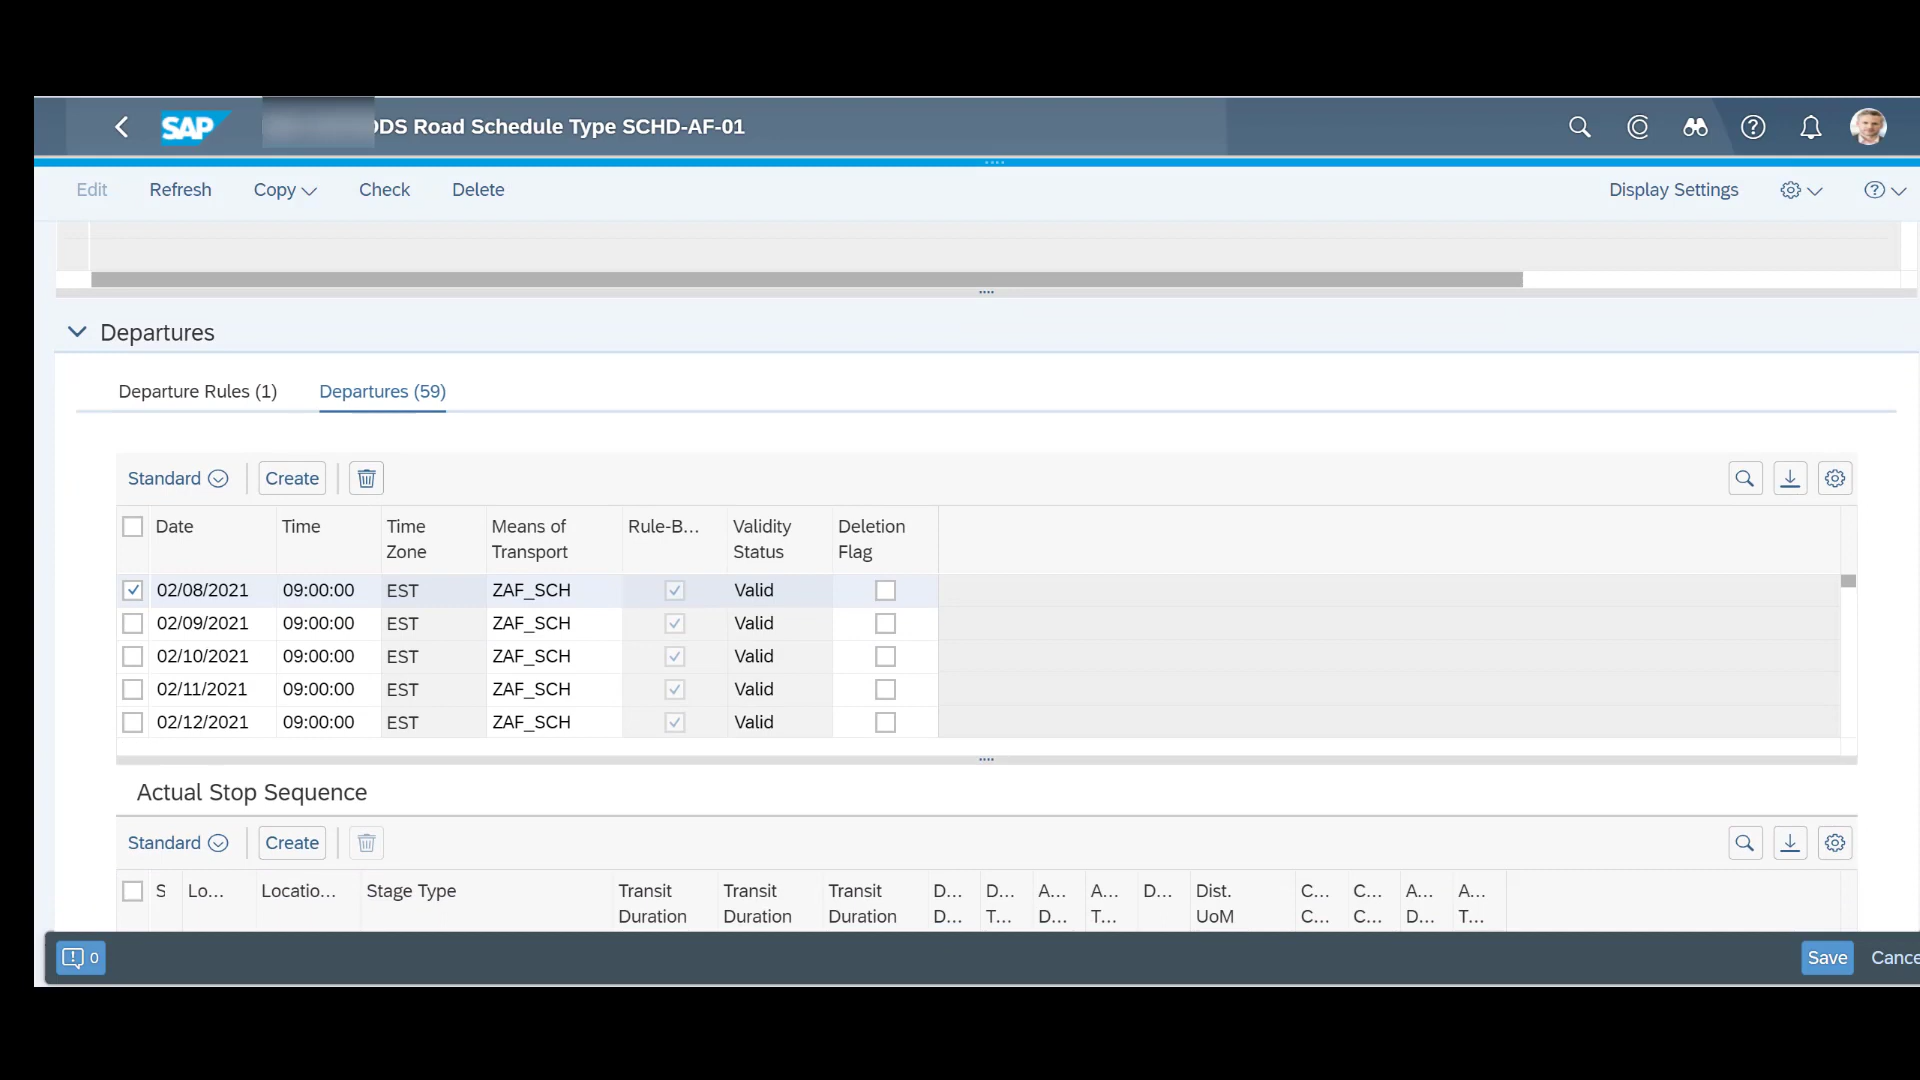 SAP DS Road Schedule Type SCHD-AF-01
Edit Refresh Copy Check Delete Display Settings
Departures
Departure Rules (1) Departures (59)
Standard Create
Date Time Time Zone Means of Transport Rule-B... Validity Status Deletion Flag
02/08/2021 09:00:00 EST ZAF_SCH Valid
02/09/2021 09:00:00 EST ZAF_SCH Valid
02/10/2021 09:00:00 EST ZAF_SCH Valid
02/11/2021 09:00:00 EST ZAF_SCH Valid
02/12/2021 09:00:00 EST ZAF_SCH Valid
Actual Stop Sequence
Standard Create
S Lo... Locatio... Stage Type Transit Duration Transit Duration Transit Duration D... D... D... T... A... D... A... T... D... Dist. UoM C... C... C... C... A... D... A... T...
0 Save Cance